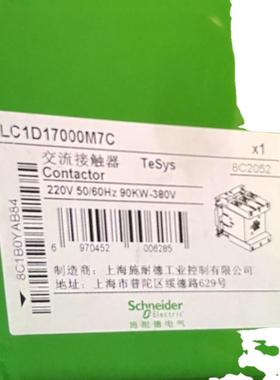 LC1D17000M7C
x1
交流接触器 TeSys
Contactor
8C2052
220V 50/60Hz 90KW-380V
8C1B0YAB84
6 970452 006285
制造商：上海施耐德工业控制有限公司
上海市普陀区绥德路629号
Schneider
Electric
施耐德电气